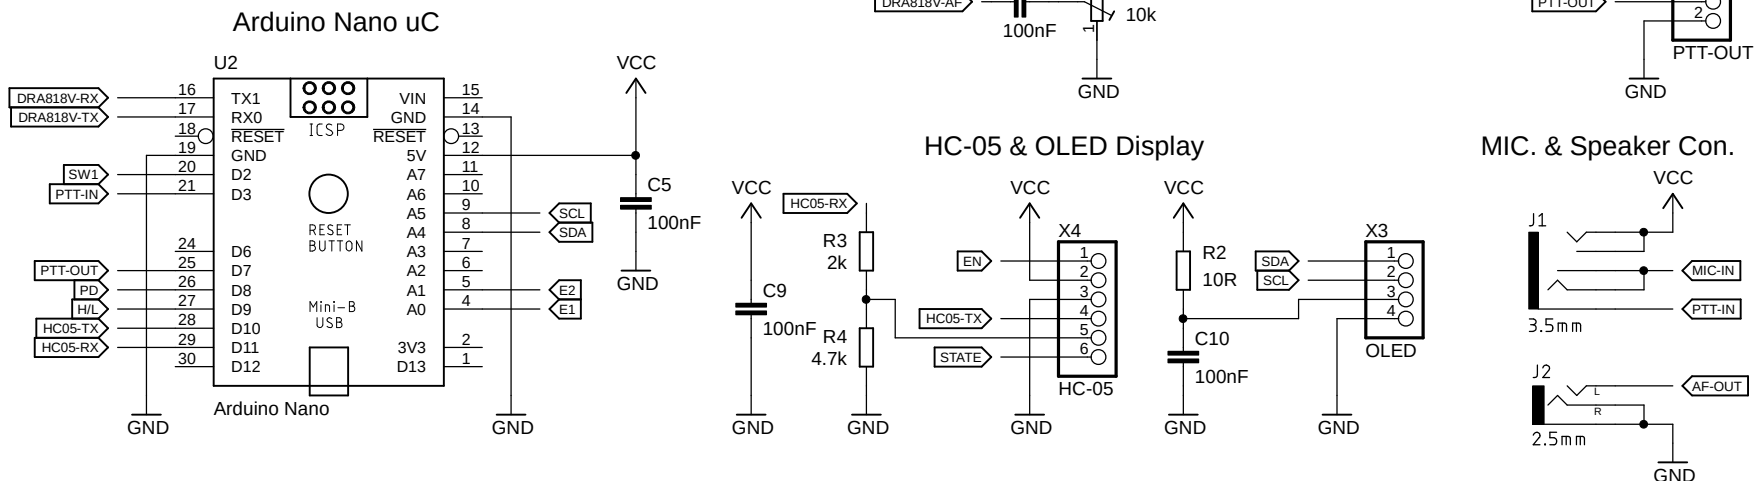 Arduino Nano uC
U2
VCC
DRA818V-RX
16
TX1
VIN
15
DRA818V-TX
17
RX0
GND
14
18
RESET
ICSP
RESET
13
19
GND
5V
12
SW1
20
D2
A7
11
PTT-IN
21
D3
A6
10
A5
9
SCL
A4
8
SDA
RESET
BUTTON
24
D6
A3
7
PTT-OUT
25
D7
A2
6
PD
26
D8
A1
5
E2
H/L
27
D9
A0
4
E1
Mini-B
USB
HC05-TX
28
D10
HC05-RX
29
D11
3V3
2
30
D12
D13
1
Arduino Nano
GND
GND
C5
100nF
GND
DRA818V-AF
100nF
10k
1
GND
PTT-OUT
2
PTT-OUT
GND
HC-05 & OLED Display
VCC
C9
100nF
GND
HC05-RX
R3
2k
R4
4.7k
GND
VCC
X4
EN
1
2
3
HC05-TX
4
5
STATE
6
HC-05
GND
VCC
R2
10R
C10
100nF
GND
X3
SDA
1
SCL
2
3
4
OLED
GND
MIC. & Speaker Con.
VCC
J1
MIC-IN
PTT-IN
3.5mm
J2
L
AF-OUT
R
2.5mm
GND